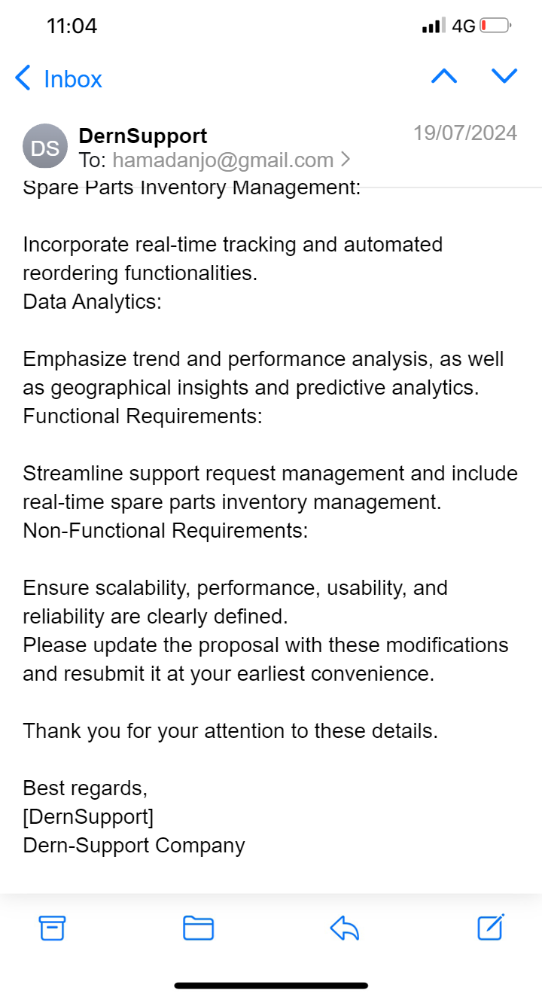 11:04
4G
Inbox
DS
DernSupport
19/07/2024
To: hamadanjo@gmail.com
Spare Parts Inventory Management:
Incorporate real-time tracking and automated
reordering functionalities.
Data Analytics:
Emphasize trend and performance analysis, as well
as geographical insights and predictive analytics.
Functional Requirements:
Streamline support request management and include
real-time spare parts inventory management.
Non-Functional Requirements:
Ensure scalability, performance, usability, and
reliability are clearly defined.
Please update the proposal with these modifications
and resubmit it at your earliest convenience.
Thank you for your attention to these details.
Best regards,
[DernSupport]
Dern-Support Company